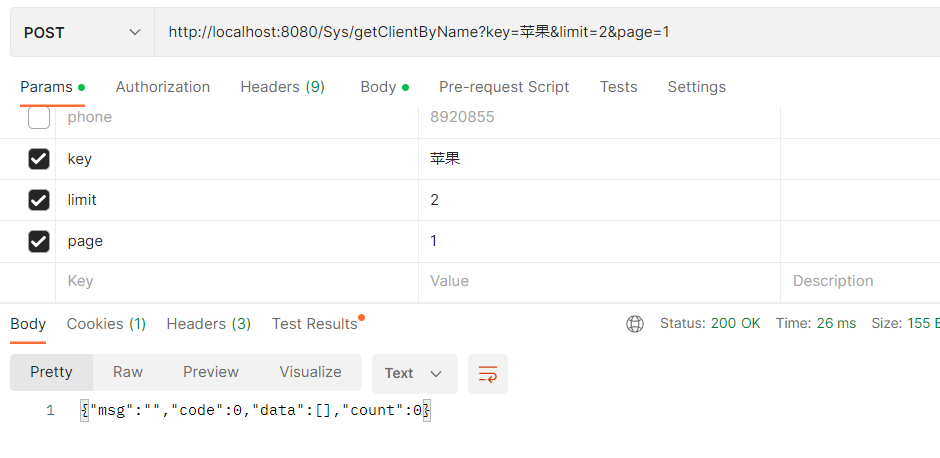 POST http://localhost:8080/Sys/getClientByName?key=苹果&limit=2&page=1
Params Authorization Headers (9) Body Pre-request Script Tests Settings
phone 8920855
key 苹果
limit 2
page 1
Key Value Description
Body Cookies (1) Headers (3) Test Results Status: 200 OK Time: 26 ms Size: 155
Pretty Raw Preview Visualize Text
1 {"msg":"","code":0,"data":[],"count":0}